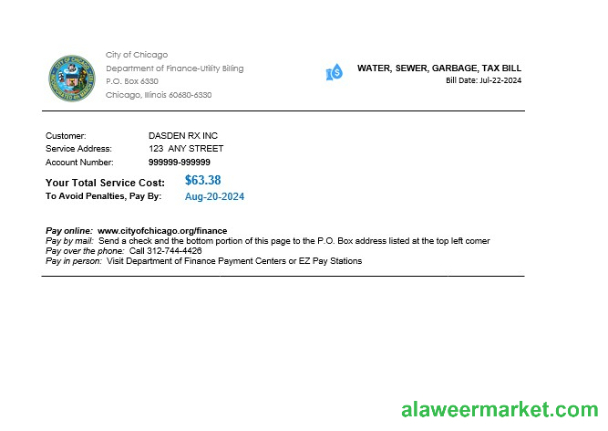 City of Chicago
Department of Finance-Utility Billing
P.O. Box 6330
Chicago, Illinois 60680-6330
WATER, SEWER, GARBAGE, TAX BILL
Bill Date: Jul-22-2024
Customer: DASDEN RX INC
Service Address: 123 ANY STREET
Account Number: 999999-999999
Your Total Service Cost: $63.38
To Avoid Penalties, Pay By: Aug-20-2024
Pay online: www.cityofchicago.org/finance
Pay by mail: Send a check and the bottom portion of this page to the P.O. Box address listed at the top left comer
Pay over the phone: Call 312-744-4426
Pay in person: Visit Department of Finance Payment Centers or EZ Pay Stations
alaweermarket.com